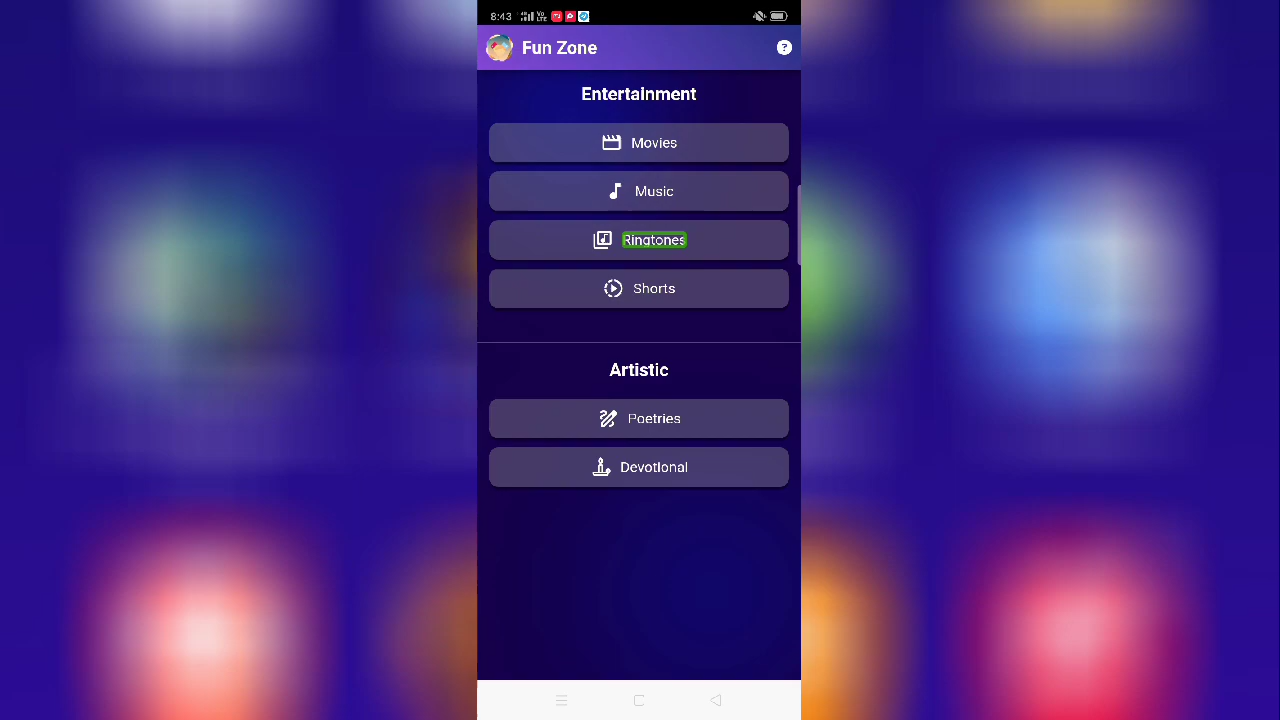 8:43
Fun Zone
Entertainment
Movies
Music
Ringtones
Shorts
Artistic
Poetries
Devotional